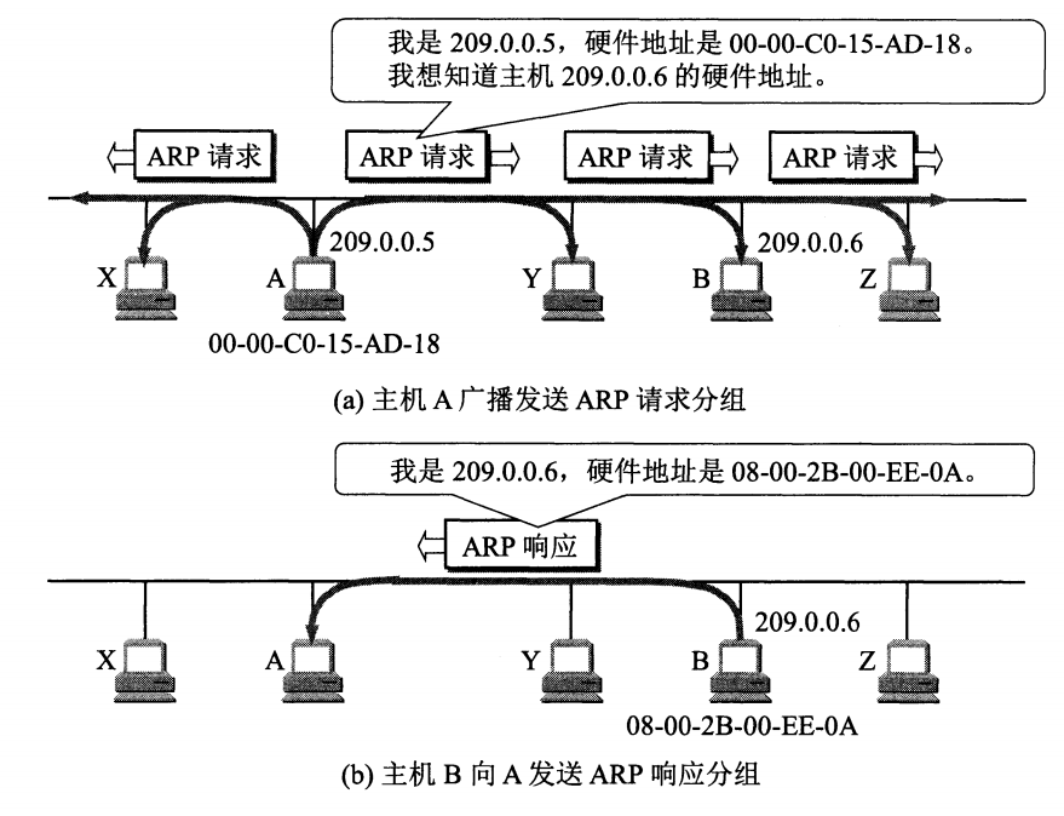 我是 209.0.0.5，硬件地址是 00-00-C0-15-AD-18。
我想知道主机 209.0.0.6 的硬件地址。
ARP 请求 ARP 请求 ARP 请求 ARP 请求
209.0.0.5 209.0.0.6
X A Y B Z
00-00-C0-15-AD-18
(a) 主机 A 广播发送 ARP 请求分组
我是 209.0.0.6，硬件地址是 08-00-2B-00-EE-0A。
ARP 响应
209.0.0.6
X A Y B Z
08-00-2B-00-EE-0A
(b) 主机 B 向 A 发送 ARP 响应分组